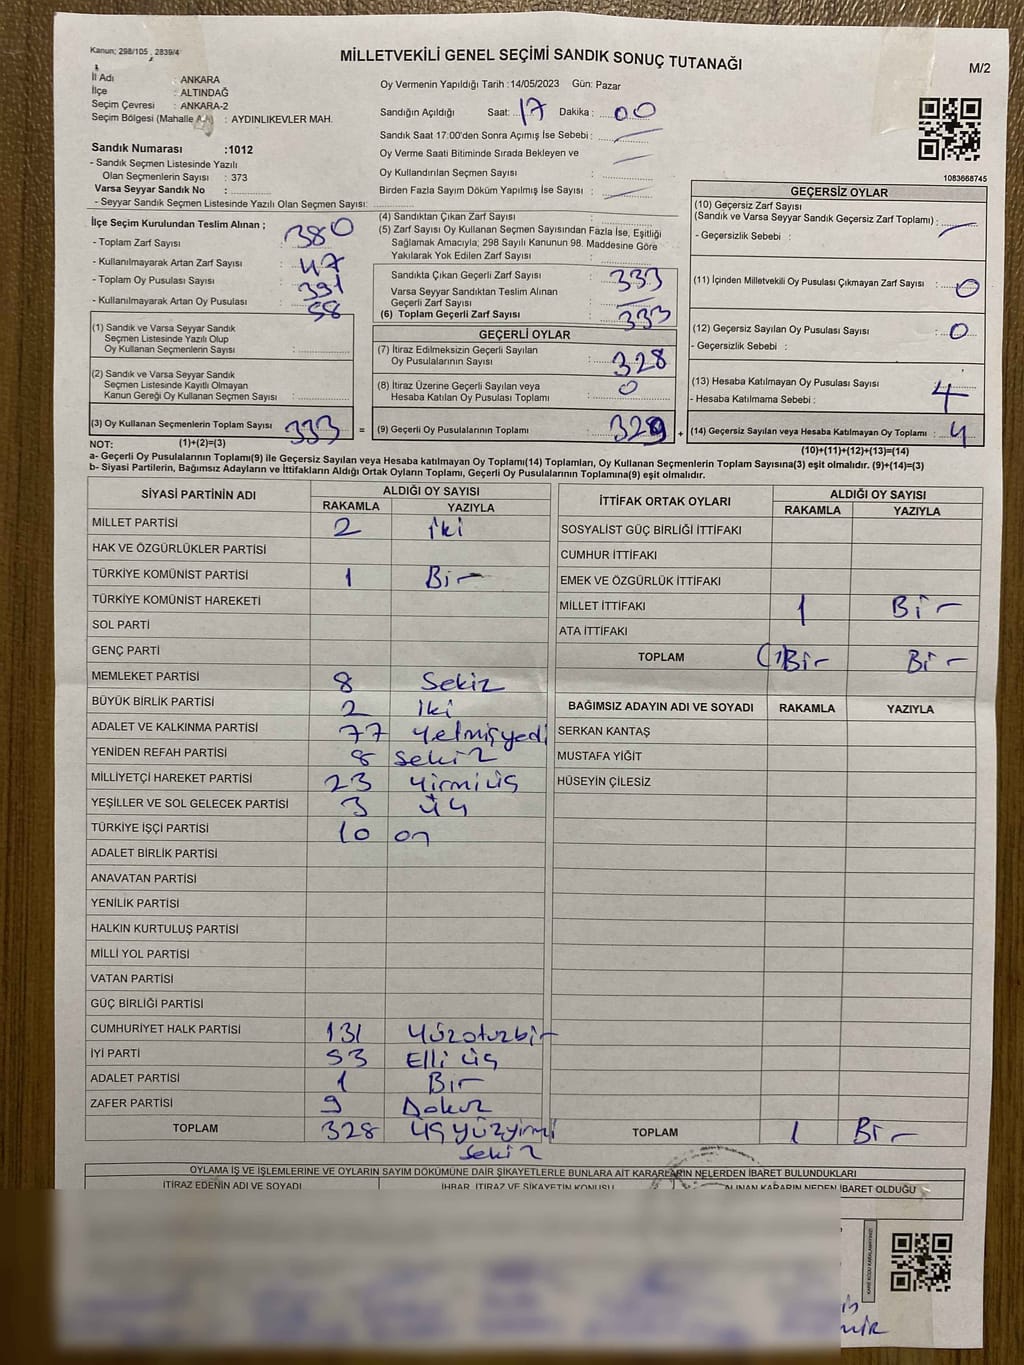 Kanun; 298/105 , 2839/4
MİLLETVEKİLİ GENEL SEÇİMİ SANDIK SONUÇ TUTANAĞI
M/2
İl Adı : ANKARA
İlçe : ALTINDAĞ
Seçim Çevresi : ANKARA-2
Seçim Bölgesi (Mahalle : AYDINLIKEVLER MAH.
Sandık Numarası :1012
- Sandık Seçmen Listesinde Yazılı
Olan Seçmenlerin Sayısı : 373
Varsa Seyyar Sandık No :
- Seyyar Sandık Seçmen Listesinde Yazılı Olan Seçmen Sayısı:
Oy Vermenin Yapıldığı Tarih :14/05/2023 Gün: Pazar
Sandığın Açıldığı Saat: 17 Dakika : 00
Sandık Saat 17:00'den Sonra Açımış İse Sebebi :
Oy Verme Saati Bitiminde Sırada Bekleyen ve
Oy Kullandırılan Seçmen Sayısı :
Birden Fazla Sayım Döküm Yapılmış İse Sayısı :
1083668745
İlçe Seçim Kurulundan Teslim Alınan ;
- Toplam Zarf Sayısı : 380
- Kullanılmayarak Artan Zarf Sayısı : 47
- Toplam Oy Pusulası Sayısı : 391
- Kullanılmayarak Artan Oy Pusulası : 58
(1) Sandık ve Varsa Seyyar Sandık
Seçmen Listesinde Yazılı Olup
Oy Kullanan Seçmenlerin Sayısı :
(2) Sandık ve Varsa Seyyar Sandık
Seçmen Listesinde Kayıtlı Olmayan
Kanun Gereği Oy Kullanan Seçmen Sayısı :
(3) Oy Kullanan Seçmenlerin Toplam Sayısı : 333 =
(4) Sandıktan Çıkan Zarf Sayısı :
(5) Zarf Sayısı Oy Kullanan Seçmen Sayısından Fazla İse, Eşitliği
Sağlamak Amacıyla; 298 Sayılı Kanunun 98. Maddesine Göre
Yakılarak Yok Edilen Zarf Sayısı :
Sandıkta Çıkan Geçerli Zarf Sayısı : 333
Varsa Seyyar Sandıktan Teslim Alınan
Geçerli Zarf Sayısı :
(6) Toplam Geçerli Zarf Sayısı : 333
GEÇERLİ OYLAR
(7) İtiraz Edilmeksizin Geçerli Sayılan
Oy Pusulalarının Sayısı : 328
(8) İtiraz Üzerine Geçerli Sayılan veya
Hesaba Katılan Oy Pusulası Toplamı : 0
(9) Geçerli Oy Pusulalarının Toplamı : 329 +
GEÇERSİZ OYLAR
(10) Geçersiz Zarf Sayısı
(Sandık ve Varsa Seyyar Sandık Geçersiz Zarf Toplamı) :
- Geçersizlik Sebebi :
(11) İçinden Milletvekili Oy Pusulası Çıkmayan Zarf Sayısı : 0
(12) Geçersiz Sayılan Oy Pusulası Sayısı : 0
- Geçersizlik Sebebi :
(13) Hesaba Katılmayan Oy Pusulası Sayısı : 4
- Hesaba Katılmama Sebebi :
(14) Geçersiz Sayılan veya Hesaba Katılmayan Oy Toplamı : 4
NOT: (1)+(2)=(3)
(10)+(11)+(12)+(13)=(14)
a- Geçerli Oy Pusulalarının Toplamı(9) ile Geçersiz Sayılan veya Hesaba katılmayan Oy Toplamı(14) Toplamları, Oy Kullanan Seçmenlerin Toplam Sayısına(3) eşit olmalıdır. (9)+(14)=(3)
b- Siyasi Partilerin, Bağımsız Adayların ve İttifakların Aldığı Ortak Oyların Toplamı, Geçerli Oy Pusulalarının Toplamına(9) eşit olmalıdır.
SİYASİ PARTİNİN ADI ALDIĞI OY SAYISI
RAKAMLA YAZIYLA
MİLLET PARTİSİ 2 iki
HAK VE ÖZGÜRLÜKLER PARTİSİ
TÜRKİYE KOMÜNİST PARTİSİ 1 Bir
TÜRKİYE KOMÜNİST HAREKETİ
SOL PARTİ
GENÇ PARTİ
MEMLEKET PARTİSİ 8 Sekiz
BÜYÜK BİRLİK PARTİSİ 2 iki
ADALET VE KALKINMA PARTİSİ 77 Yetmişyedi
YENİDEN REFAH PARTİSİ 8 Sekiz
MİLLİYETÇİ HAREKET PARTİSİ 23 Yirmiüç
YEŞİLLER VE SOL GELECEK PARTİSİ 3 üç
TÜRKİYE İŞÇİ PARTİSİ 10 on
ADALET BİRLİK PARTİSİ
ANAVATAN PARTİSİ
YENİLİK PARTİSİ
HALKIN KURTULUŞ PARTİSİ
MİLLİ YOL PARTİSİ
VATAN PARTİSİ
GÜÇ BİRLİĞİ PARTİSİ
CUMHURİYET HALK PARTİSİ 131 Yüzotuzbir
İYİ PARTİ 53 Elli üç
ADALET PARTİSİ 1 Bir
ZAFER PARTİSİ 9 Dokuz
TOPLAM 328 üçyüzyirmi
sekiz
İTTİFAK ORTAK OYLARI ALDIĞI OY SAYISI
RAKAMLA YAZIYLA
SOSYALİST GÜÇ BİRLİĞİ İTTİFAKI
CUMHUR İTTİFAKI
EMEK VE ÖZGÜRLÜK İTTİFAKI
MİLLET İTTİFAKI 1 Bir
ATA İTTİFAKI
TOPLAM (1)Bir Bir
BAĞIMSIZ ADAYIN ADI VE SOYADI RAKAMLA YAZIYLA
SERKAN KANTAŞ
MUSTAFA YİĞİT
HÜSEYİN ÇİLESİZ
TOPLAM 1 Bir
OYLAMA İŞ VE İŞLEMLERİNE VE OYLARIN SAYIM DÖKÜMÜNE DAİR ŞİKAYETLERLE BUNLARA AİT KARARLARIN NELERDEN İBARET BULUNDUKLARI
İTİRAZ EDENİN ADI VE SOYADI İHBAR, İTİRAZ VE ŞİKAYETİN KONUSU ALINAN KARARIN NEDEN İBARET OLDUĞU